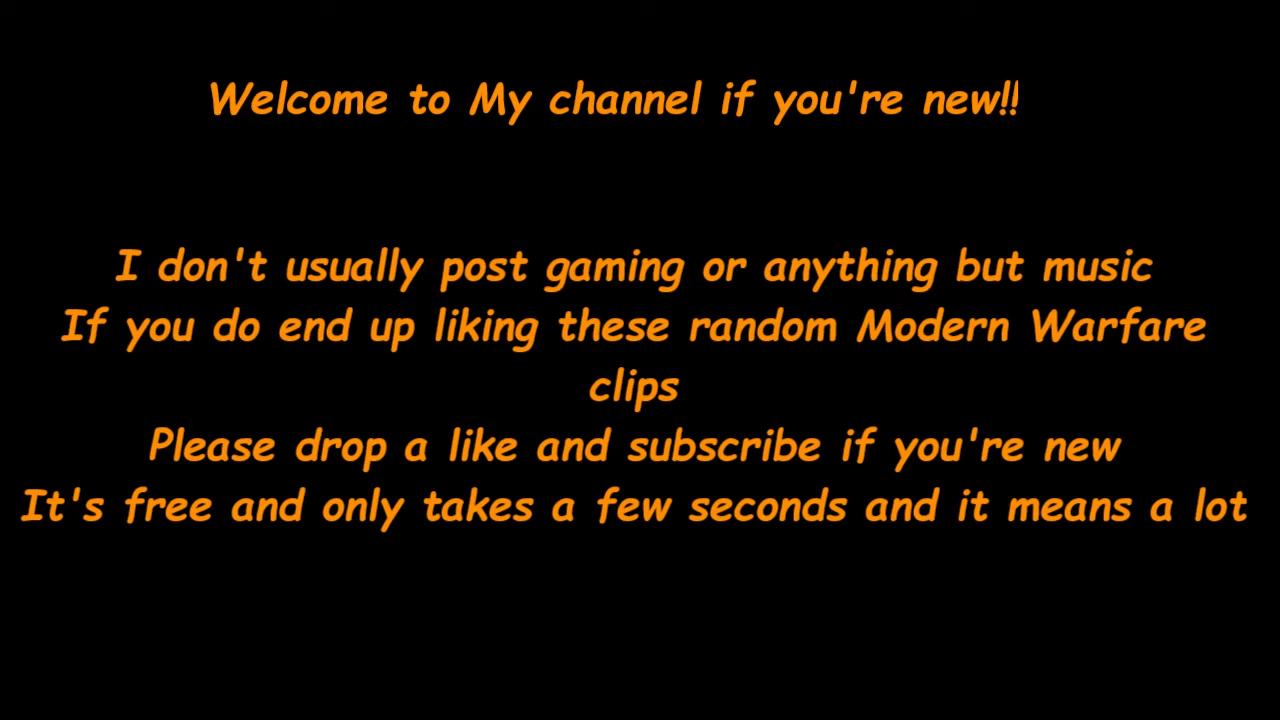 Welcome to My channel if you're new!!
I don't usually post gaming or anything but music
If you do end up liking these random Modern Warfare
clips
Please drop a like and subscribe if you're new
It's free and only takes a few seconds and it means a lot